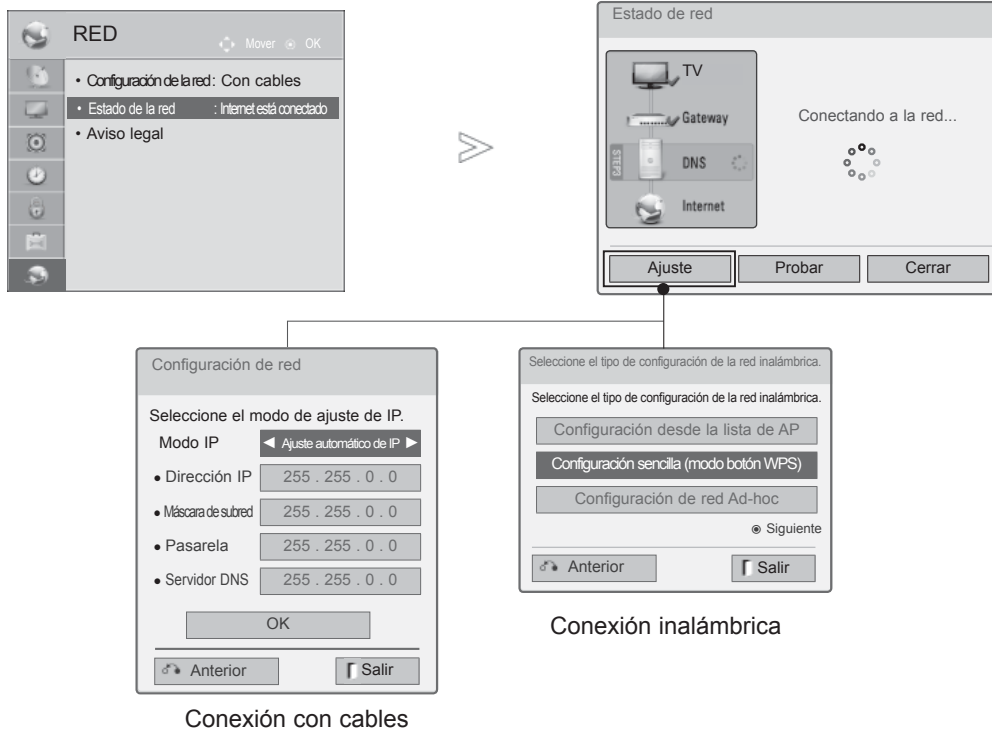 RED
Mover OK
• Configuración de la red: Con cables
• Estado de la red : Internet está conectado
• Aviso legal
Estado de red
TV
Gateway
STEP3
DNS
Internet
Conectando a la red...
Ajuste Probar Cerrar
Configuración de red
Seleccione el modo de ajuste de IP.
Modo IP ◄ Ajuste automático de IP ►
• Dirección IP 255 . 255 . 0 . 0
• Máscara de subred 255 . 255 . 0 . 0
• Pasarela 255 . 255 . 0 . 0
• Servidor DNS 255 . 255 . 0 . 0
OK
Anterior Salir
Conexión con cables
Seleccione el tipo de configuración de la red inalámbrica.
Seleccione el tipo de configuración de la red inalámbrica.
Configuración desde la lista de AP
Configuración sencilla (modo botón WPS)
Configuración de red Ad-hoc
Siguiente
Anterior Salir
Conexión inalámbrica